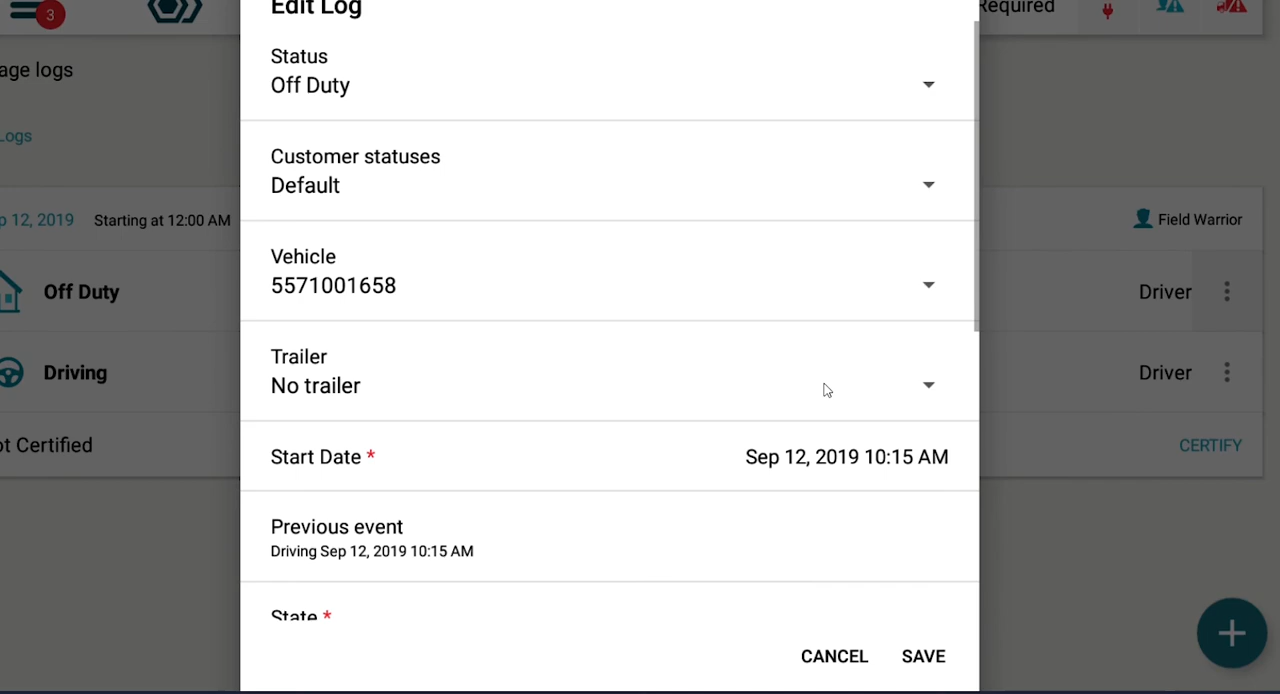 3
Edit Log
Required
age logs
Status
Off Duty
Logs
Customer statuses
Default
p 12, 2019 Starting at 12:00 AM
Field Warrior
Vehicle
5571001658
Off Duty
Driver
Trailer
No trailer
Driving
Driver
ot Certified
CERTIFY
Start Date *
Sep 12, 2019 10:15 AM
Previous event
Driving Sep 12, 2019 10:15 AM
State *
CANCEL SAVE